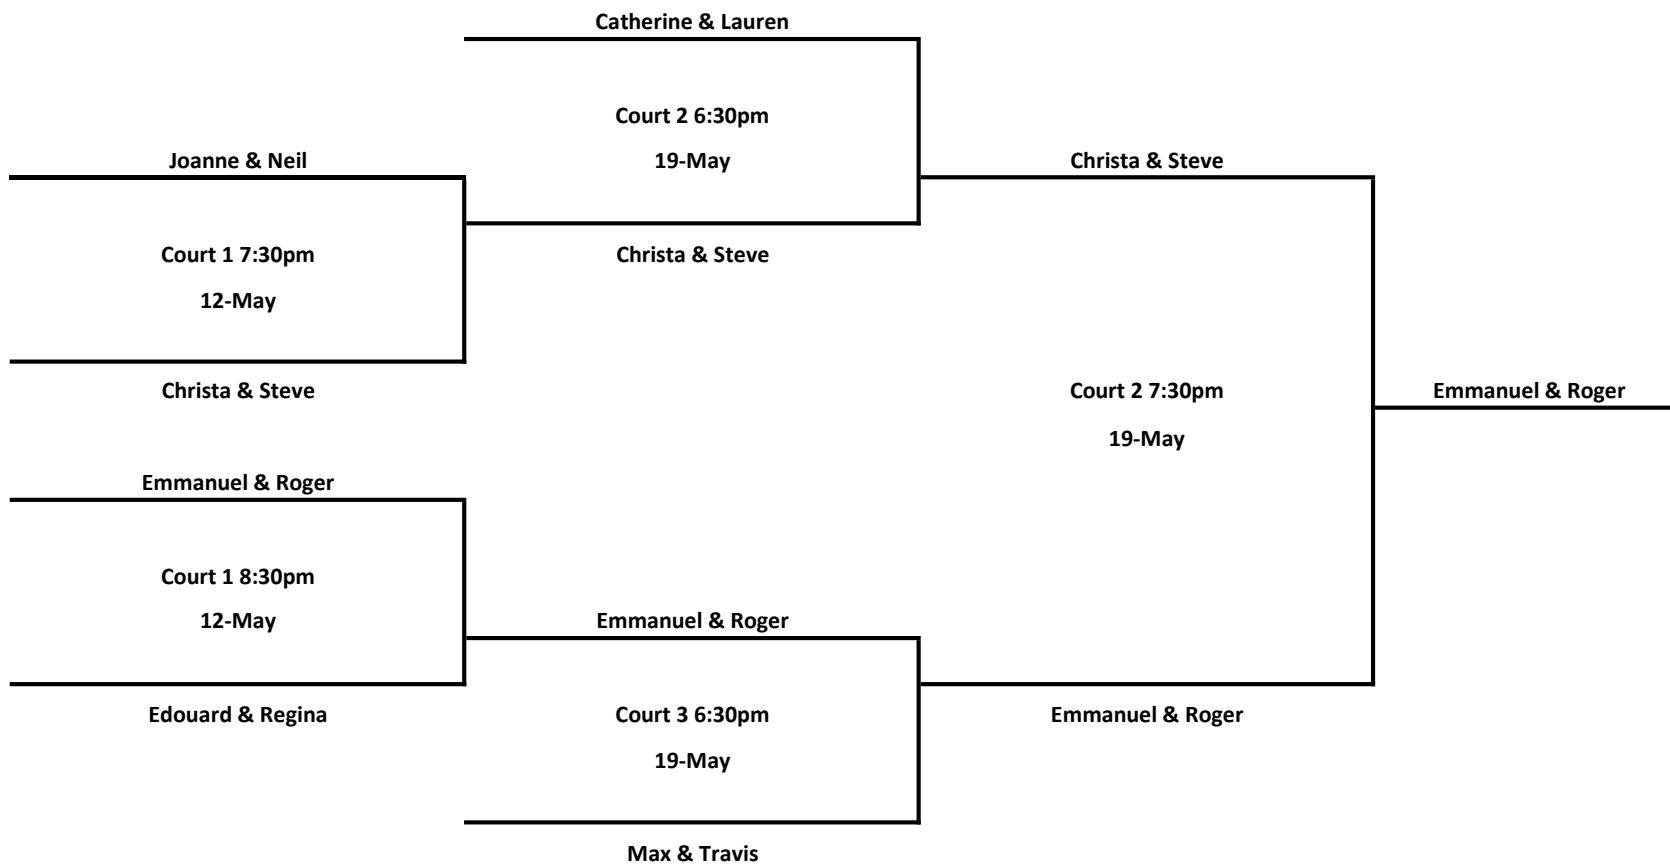 Catherine & Lauren
Court 2 6:30pm
19-May
Joanne & Neil
Christa & Steve
Court 1 7:30pm
12-May
Christa & Steve
Christa & Steve
Court 2 7:30pm
19-May
Emmanuel & Roger
Emmanuel & Roger
Court 1 8:30pm
12-May
Emmanuel & Roger
Edouard & Regina
Court 3 6:30pm
19-May
Emmanuel & Roger
Max & Travis